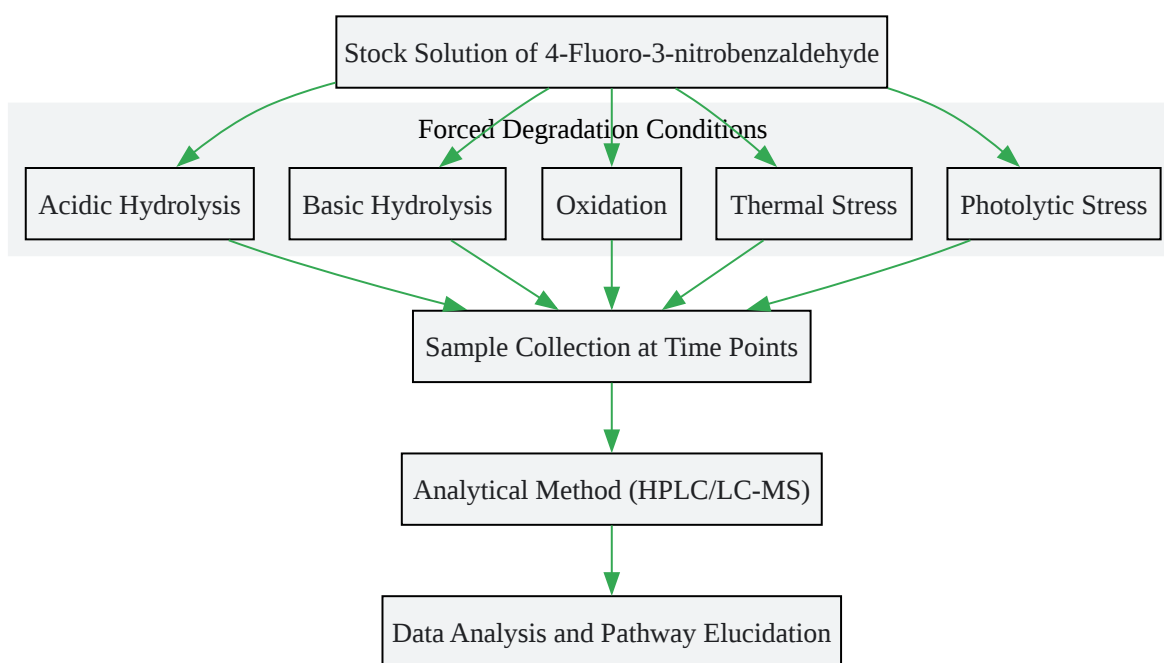 Stock Solution of 4-Fluoro-3-nitrobenzaldehyde
Forced Degradation Conditions
Acidic Hydrolysis
Basic Hydrolysis
Oxidation
Thermal Stress
Photolytic Stress
Sample Collection at Time Points
Analytical Method (HPLC/LC-MS)
Data Analysis and Pathway Elucidation